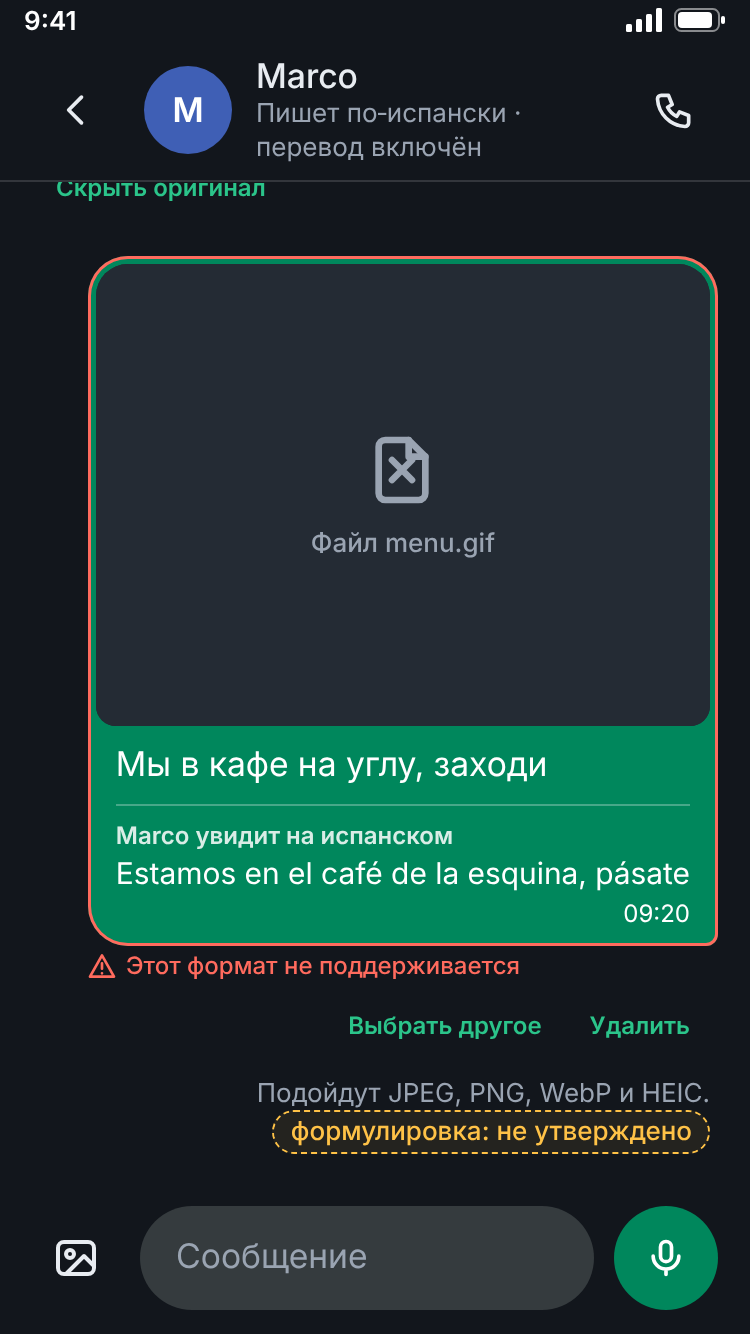 9:41
M
Marco
Пишет по-испански ·
перевод включён
Скрыть оригинал
Файл menu.gif
Мы в кафе на углу, заходи
Marco увидит на испанском
Estamos en el café de la esquina, pásate
09:20
Этот формат не поддерживается
Выбрать другое Удалить
Подойдут JPEG, PNG, WebP и HEIC.
формулировка: не утверждено
Сообщение